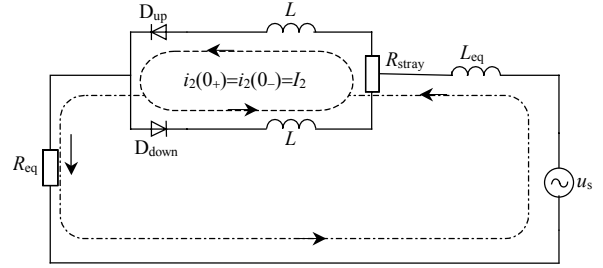 D_up L
R_stray L_eq
i_2(0_+)=i_2(0_-)=I_2
D_down L
R_eq u_s